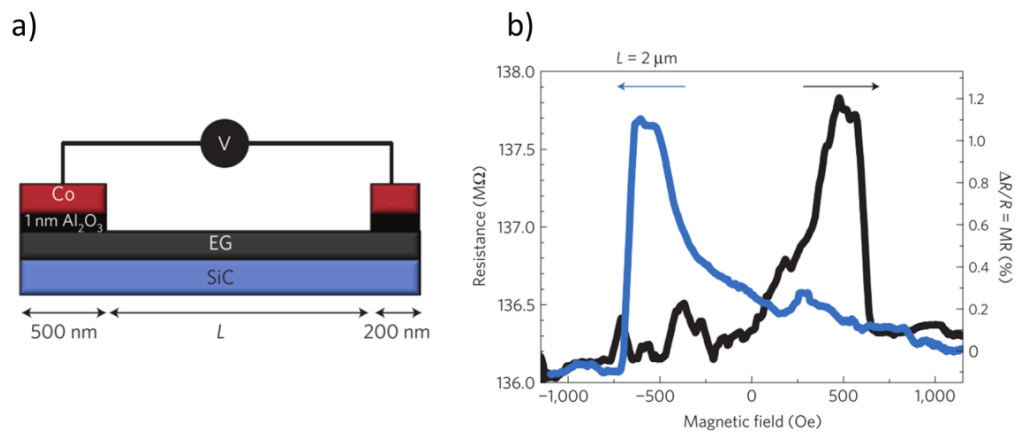 a)
V
Co
1 nm Al₂O₃
EG
SiC
500 nm
L
200 nm
b)
L = 2 μm
138.0
137.5
137.0
136.5
136.0
Resistance (MΩ)
1.2
1.0
0.8
0.6
0.4
0.2
0
ΔR/R = MR (%)
−1,000
−500
0
500
1,000
Magnetic field (Oe)